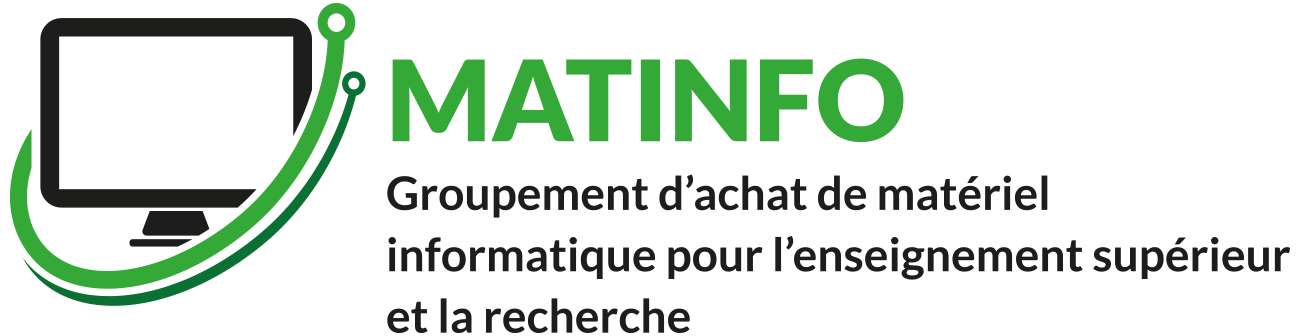 MATINFO
Groupement d’achat de matériel
informatique pour l’enseignement supérieur
et la recherche